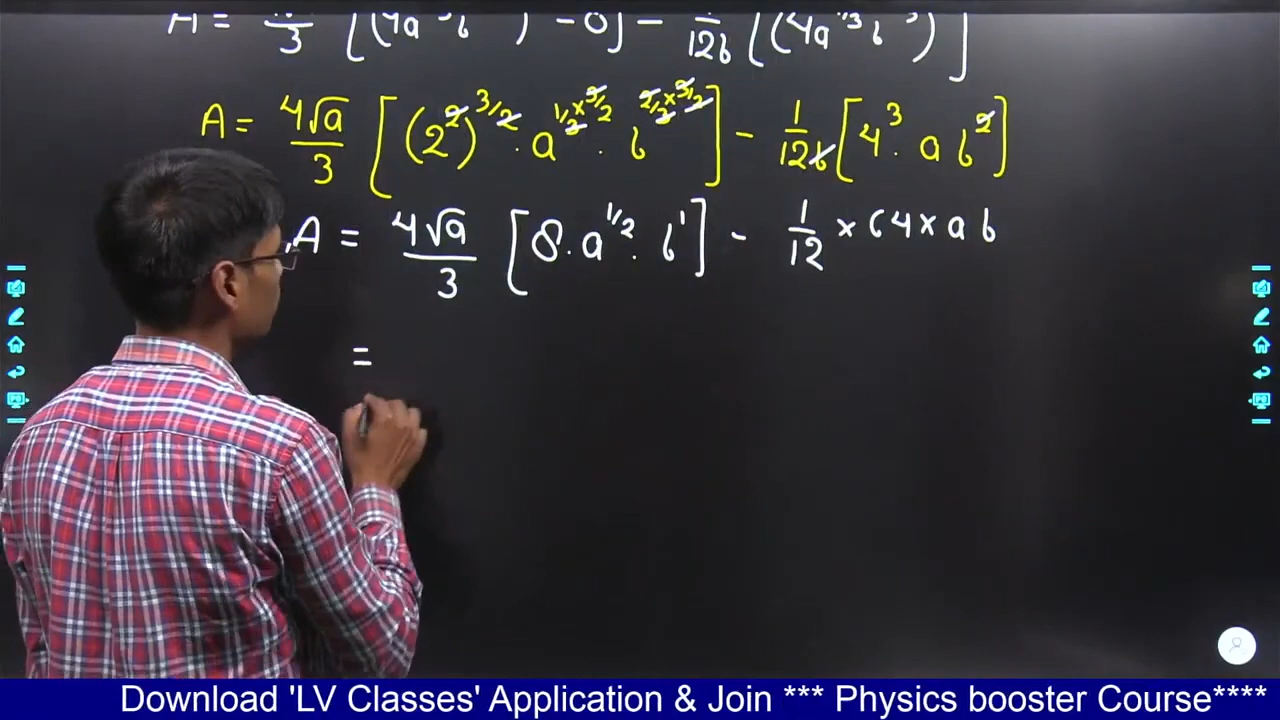 A = 4√a/3 [(2²)^3/2 · a^1/2×3/2 · b^2/3×3/2] - 1/12b [4³ · a b²]
A = 4√a/3 [8 · a^1/2 · b¹] - 1/12 × 64 × a b
=
Download 'LV Classes' Application & Join *** Physics booster Course****